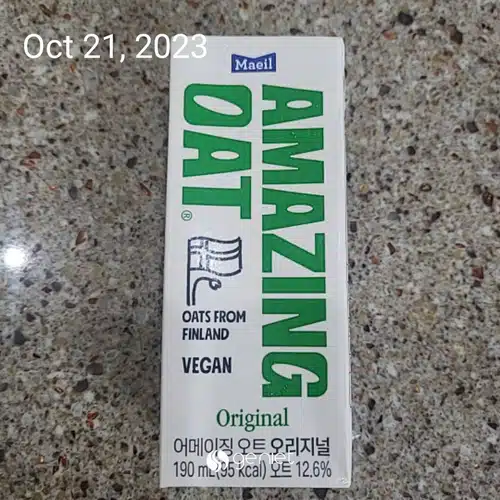 Oct 21, 2023
Maeil
AMAZING
OAT®
OATS FROM
FINLAND
VEGAN
Original
어메이징 오트 오리지널
190 mL(95 kcal) 오트 12.6%
geniet